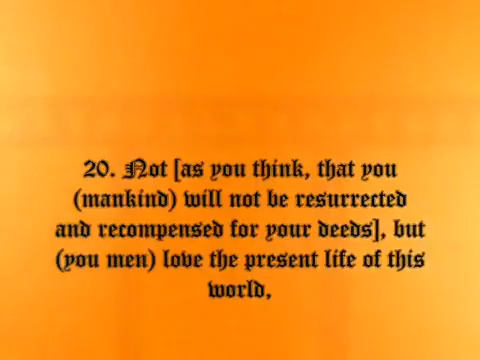 20. Not [as you think, that you
(mankind) will not be resurrected
and recompensed for your deeds], but
(you men) love the present life of this
world,